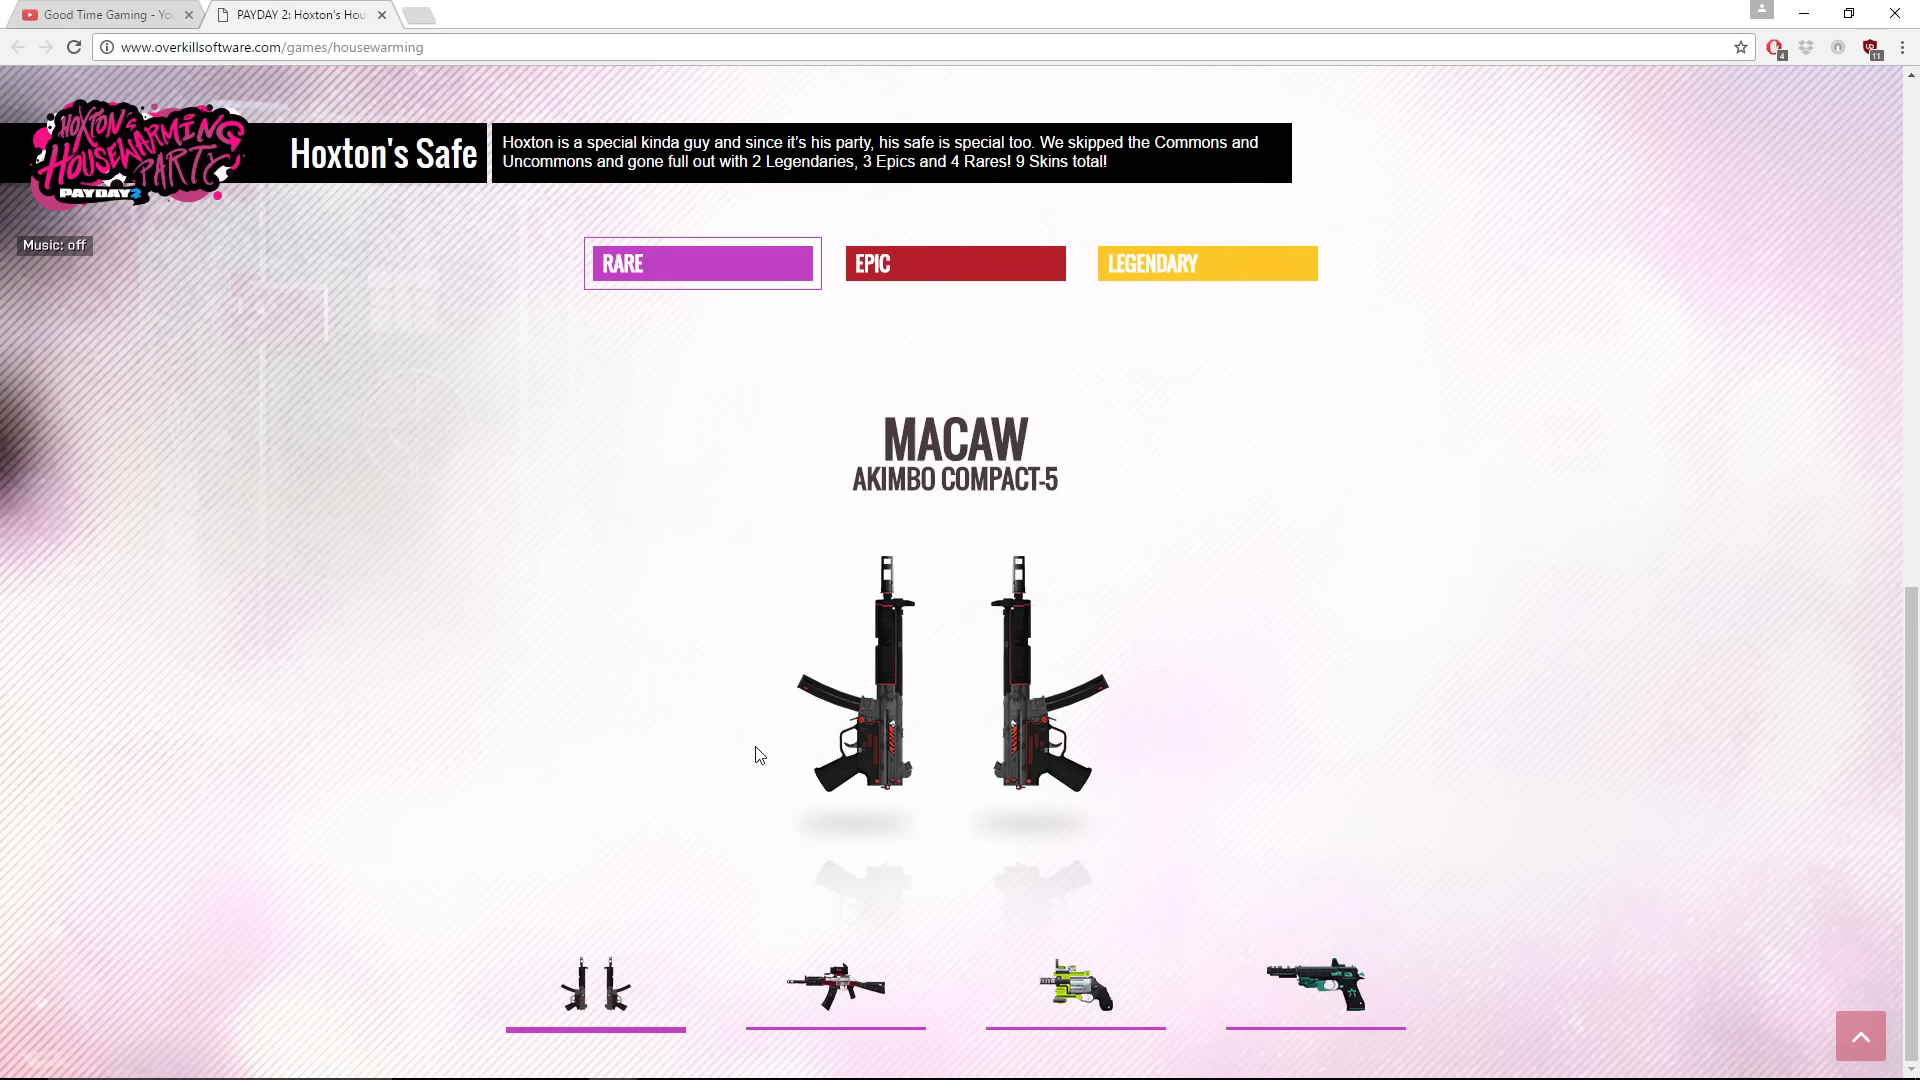 Good Time Gaming - Yo
PAYDAY 2: Hoxton's Hou
www.overkillsoftware.com/games/housewarming
4
11
HOXTON'S
HOUSEWARMING
PARTY
PAYDAY 2
Hoxton's Safe
Hoxton is a special kinda guy and since it's his party, his safe is special too. We skipped the Commons and
Uncommons and gone full out with 2 Legendaries, 3 Epics and 4 Rares! 9 Skins total!
Music: off
RARE
EPIC
LEGENDARY
MACAW
AKIMBO COMPACT-5